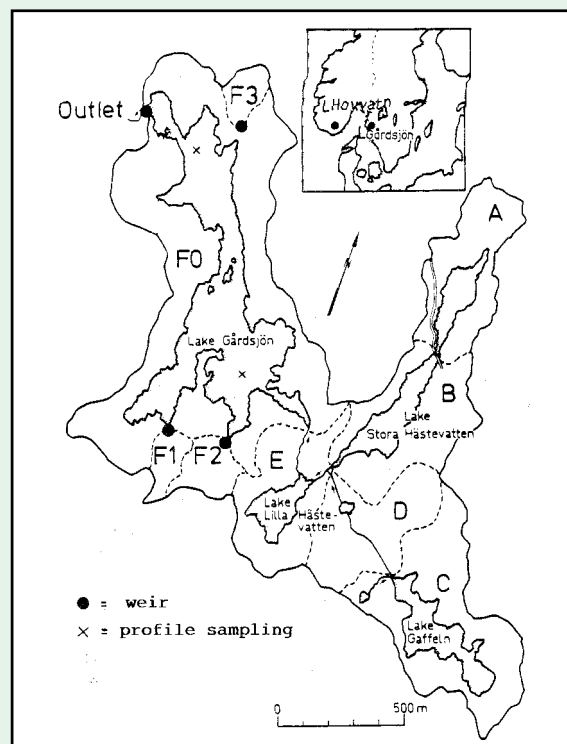 Outlet
F3
L.Hovvatn
L.Gårdsjön
A
F0
Lake Gårdsjön
B
Lake
Stora Hästevatten
F1
F2
E
Lake
Lilla Häste-
vatten
D
C
Lake
Gaffeln
● = weir
× = profile sampling
0 500 m